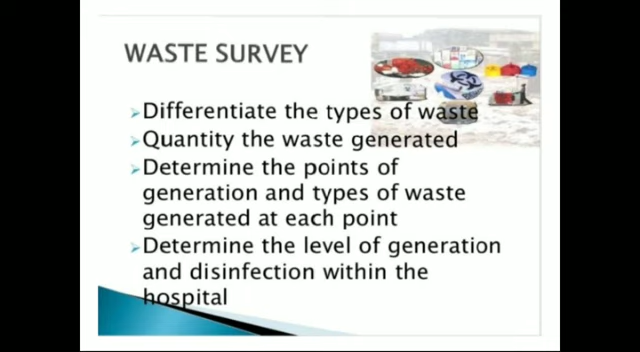 WASTE SURVEY
Differentiate the types of waste
Quantity the waste generated
Determine the points of
generation and types of waste
generated at each point
Determine the level of generation
and disinfection within the
hospital